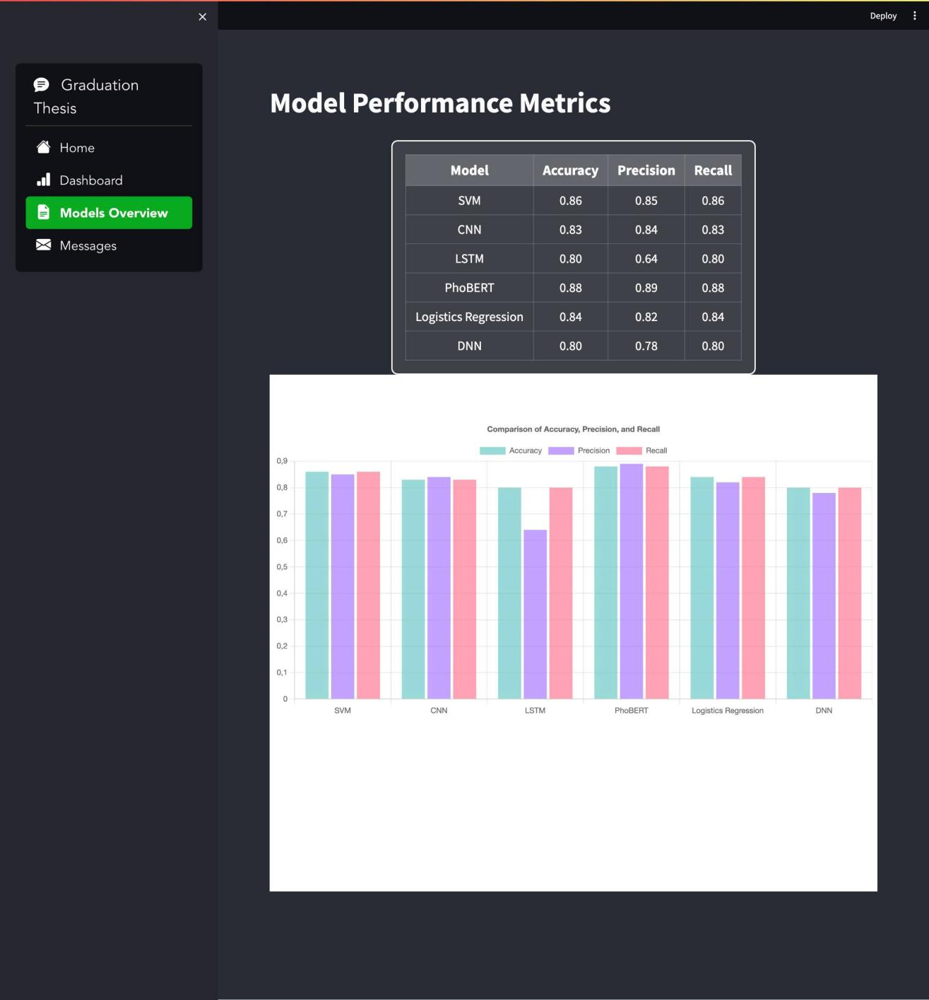 Deploy
Graduation
Thesis
Home
Dashboard
Models Overview
Messages
Model Performance Metrics
Model Accuracy Precision Recall
SVM 0.86 0.85 0.86
CNN 0.83 0.84 0.83
LSTM 0.80 0.64 0.80
PhoBERT 0.88 0.89 0.88
Logistics Regression 0.84 0.82 0.84
DNN 0.80 0.78 0.80
Comparison of Accuracy, Precision, and Recall
Accuracy Precision Recall
0,9
0,8
0,7
0,6
0,5
0,4
0,3
0,2
0,1
0
SVM CNN LSTM PhoBERT Logistics Regression DNN